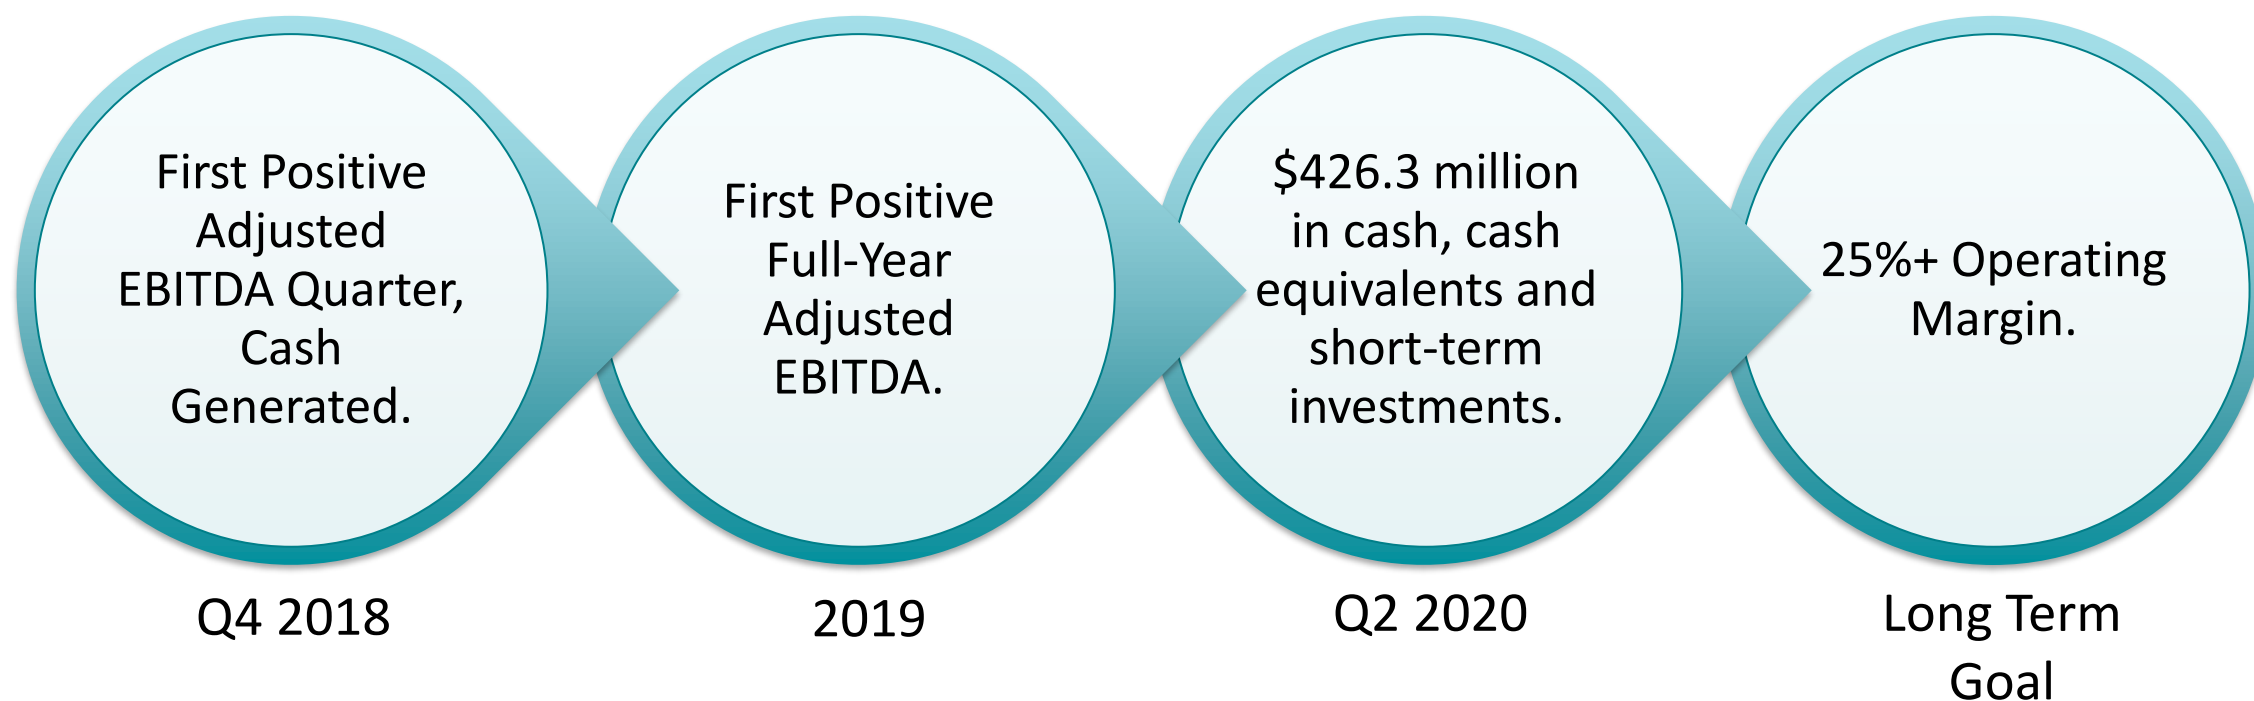 First Positive
Adjusted
EBITDA Quarter,
Cash
Generated.
Q4 2018
First Positive
Full-Year
Adjusted
EBITDA.
2019
$426.3 million
in cash, cash
equivalents and
short-term
investments.
Q2 2020
25%+ Operating
Margin.
Long Term
Goal